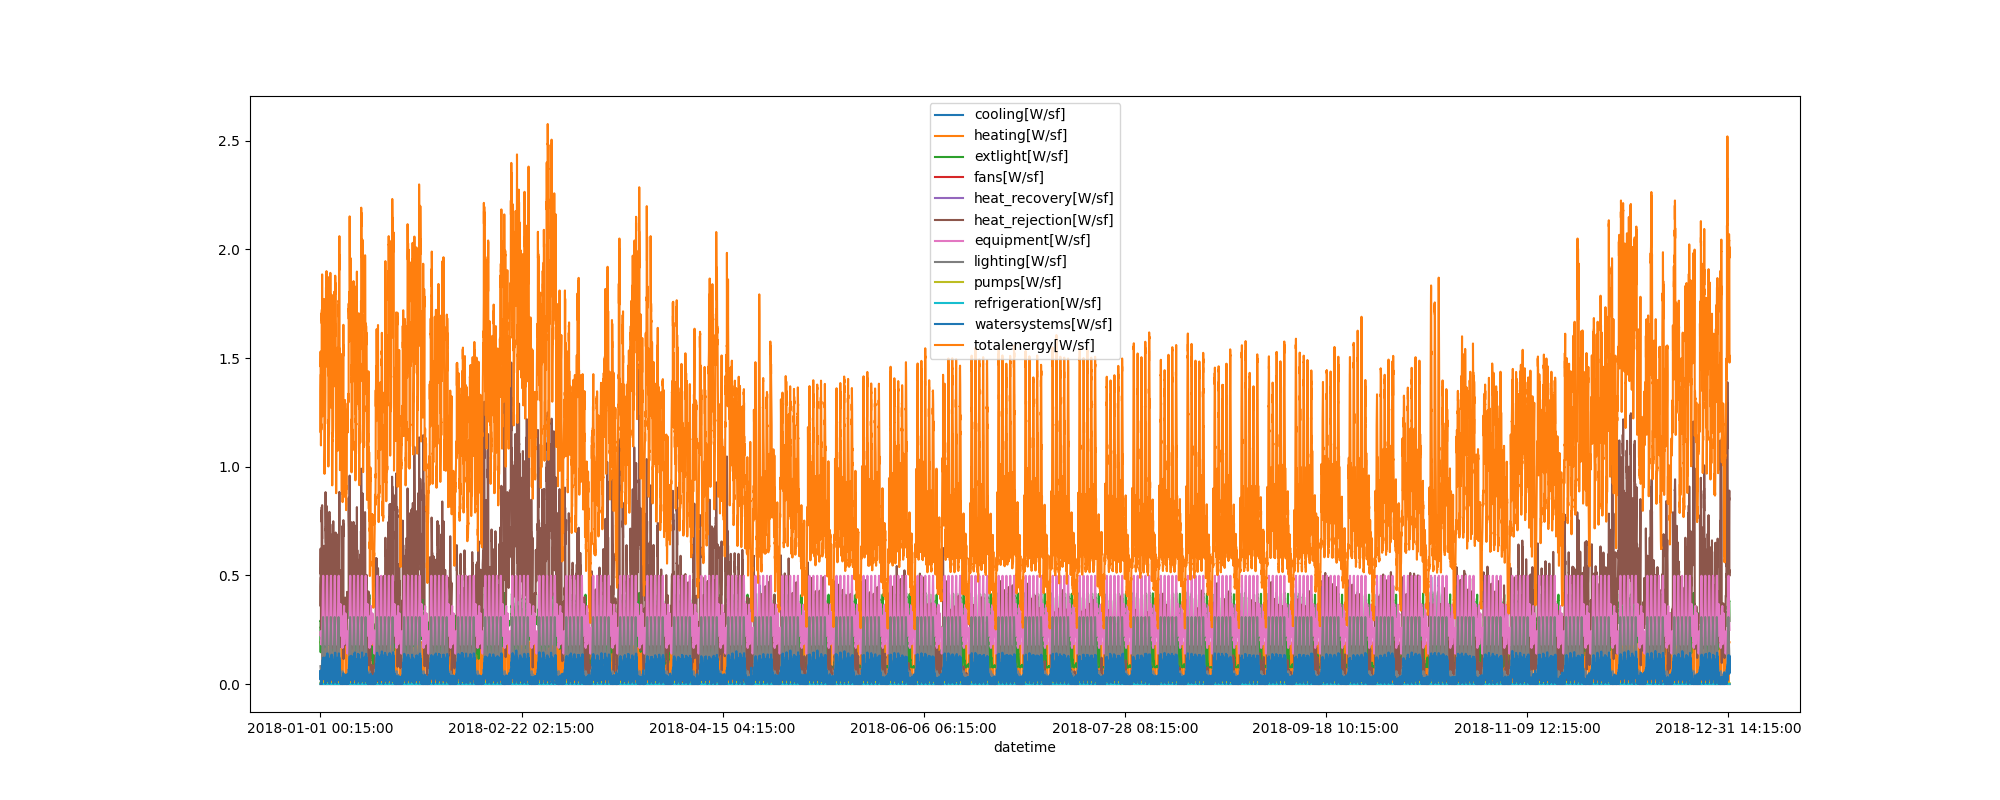 cooling[W/sf]
heating[W/sf]
extlight[W/sf]
fans[W/sf]
heat_recovery[W/sf]
heat_rejection[W/sf]
equipment[W/sf]
lighting[W/sf]
pumps[W/sf]
refrigeration[W/sf]
watersystems[W/sf]
totalenergy[W/sf]
2.5
2.0
1.5
1.0
0.5
0.0
2018-01-01 00:15:00 2018-02-22 02:15:00 2018-04-15 04:15:00 2018-06-06 06:15:00 2018-07-28 08:15:00 2018-09-18 10:15:00 2018-11-09 12:15:00 2018-12-31 14:15:00
datetime